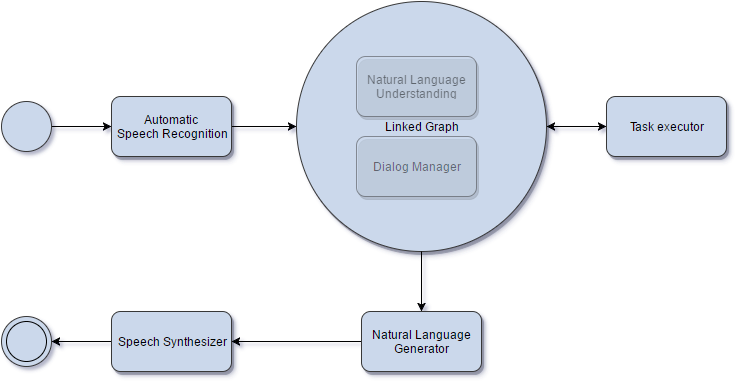 Automatic
Speech Recognition
Natural Language
Understanding
Linked Graph
Dialog Manager
Task executor
Speech Synthesizer
Natural Language
Generator